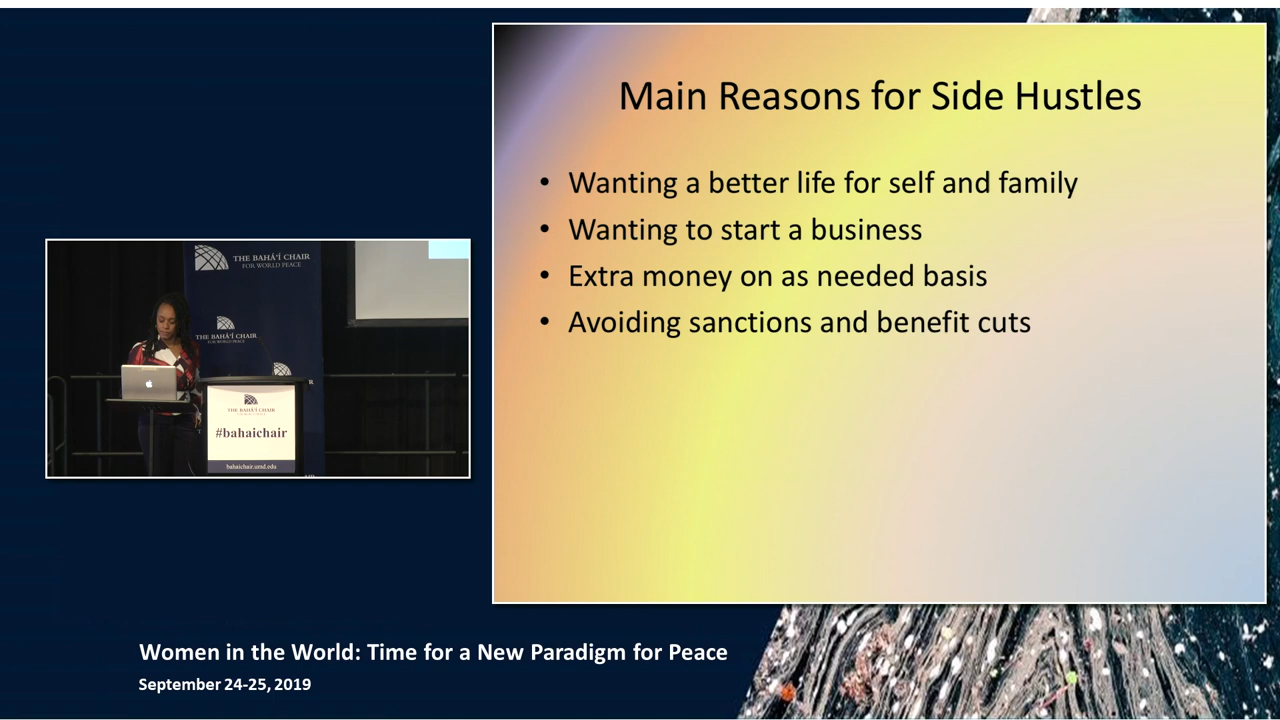 Main Reasons for Side Hustles
• Wanting a better life for self and family
• Wanting to start a business
• Extra money on as needed basis
• Avoiding sanctions and benefit cuts
THE BAHÁ'Í CHAIR
FOR WORLD PEACE
THE BAHÁ'Í CHAIR
FOR WORLD PEACE
THE BAHÁ'Í CHAIR
#bahaichair
bahaichair.umd.edu
Women in the World: Time for a New Paradigm for Peace
September 24-25, 2019